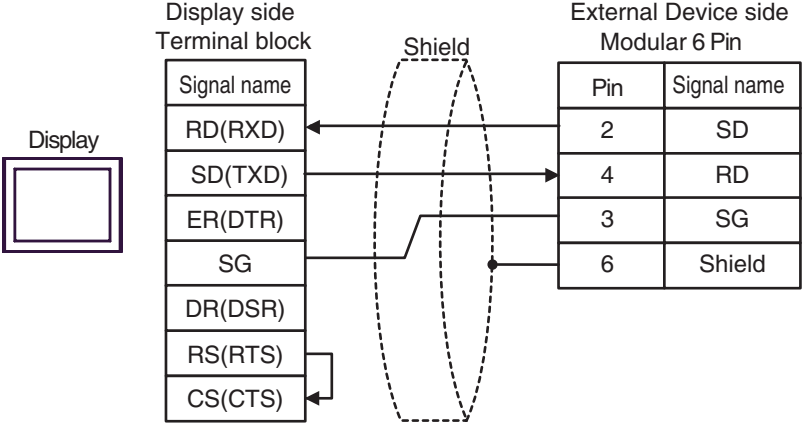 Display side
Terminal block
Shield
External Device side
Modular 6 Pin
Display
Signal name
RD(RXD)
SD(TXD)
ER(DTR)
SG
DR(DSR)
RS(RTS)
CS(CTS)
Pin Signal name
2 SD
4 RD
3 SG
6 Shield